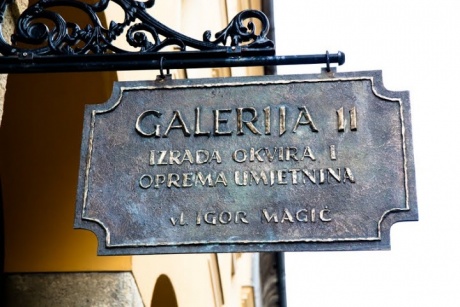 GALERIJA 11
IZRADA OKVIRA I
OPREMA UMJETNINA
vl. IGOR MAGIĆ